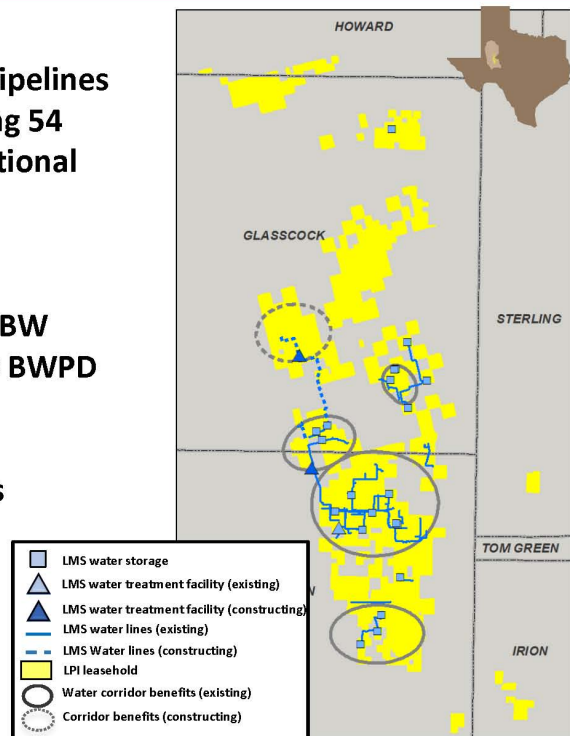 HOWARD
ipelines
ng 54
tional
GLASSCOCK
STERLING
BW
BWPD
s
TOM GREEN
N
IRION
LMS water storage
LMS water treatment facility (existing)
LMS water treatment facility (constructing)
LMS water lines (existing)
LMS Water lines (constructing)
LPI leasehold
Water corridor benefits (existing)
Corridor benefits (constructing)